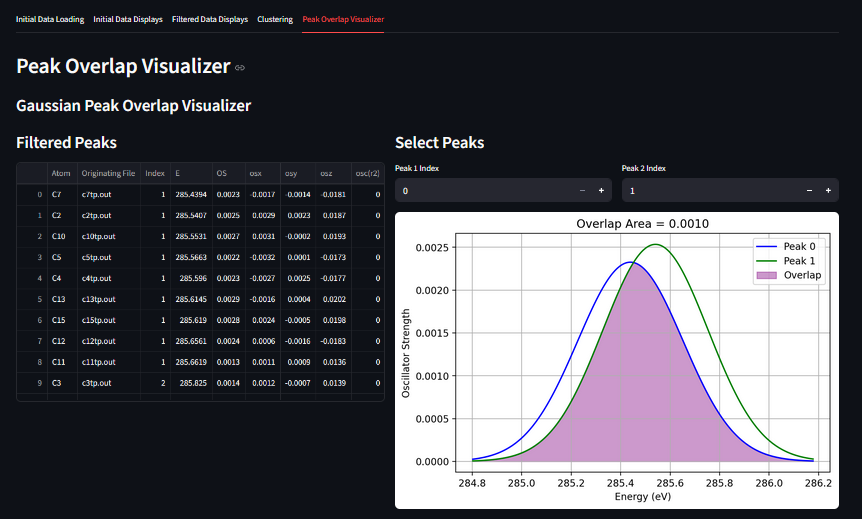 Initial Data Loading Initial Data Displays Filtered Data Displays Clustering Peak Overlap Visualizer
Peak Overlap Visualizer
Gaussian Peak Overlap Visualizer
Filtered Peaks
Atom Originating File Index E OS osx osy osz osc(r2)
0 C7 c7tp.out 1 285.4394 0.0023 -0.0017 -0.0014 -0.0181 0
1 C2 c2tp.out 1 285.5407 0.0025 0.0029 0.0023 0.0187 0
2 C10 c10tp.out 1 285.5531 0.0027 0.0031 -0.0002 0.0193 0
3 C5 c5tp.out 1 285.5663 0.0022 -0.0032 0.0001 -0.0173 0
4 C4 c4tp.out 1 285.596 0.0023 -0.0027 0.0025 -0.0177 0
5 C13 c13tp.out 1 285.6145 0.0029 -0.0016 0.0004 0.0202 0
6 C15 c15tp.out 1 285.619 0.0028 0.0024 -0.0005 0.0198 0
7 C12 c12tp.out 1 285.6561 0.0024 0.0006 -0.0016 -0.0183 0
8 C11 c11tp.out 1 285.6619 0.0013 0.0011 0.0009 0.0136 0
9 C3 c3tp.out 2 285.825 0.0014 0.0012 -0.0007 0.0139 0
Select Peaks
Peak 1 Index Peak 2 Index
0 − + 1 − +
Overlap Area = 0.0010
Peak 0
Peak 1
Overlap
Oscillator Strength
0.0025
0.0020
0.0015
0.0010
0.0005
0.0000
284.8 285.0 285.2 285.4 285.6 285.8 286.0 286.2
Energy (eV)